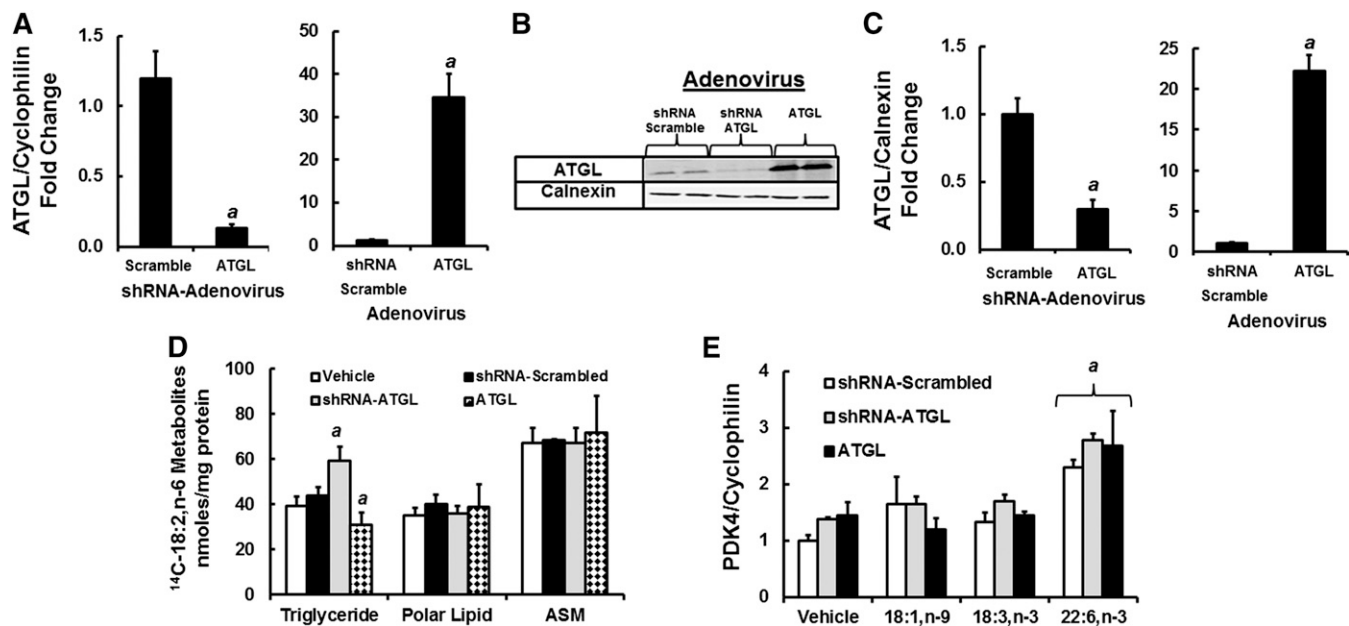 A
ATGL/Cyclophilin
Fold Change
1.5
1.0
0.5
0.0
a
Scramble ATGL
shRNA-Adenovirus
50
40
30
20
10
0
a
shRNA ATGL
Scramble
Adenovirus
B
Adenovirus
shRNA shRNA ATGL
Scramble ATGL
ATGL
Calnexin
C
ATGL/Calnexin
Fold Change
1.5
1.0
0.5
0.0
a
Scramble ATGL
shRNA-Adenovirus
25
20
15
10
5
0
a
shRNA ATGL
Scramble
Adenovirus
D
¹⁴C-18:2,n-6 Metabolites
nmoles/mg protein
100
80
60
40
20
0
Vehicle shRNA-Scrambled
shRNA-ATGL ATGL
a
a
Triglyceride Polar Lipid ASM
E
PDK4/Cyclophilin
4
3
2
1
0
shRNA-Scrambled
shRNA-ATGL
ATGL
a
Vehicle 18:1,n-9 18:3,n-3 22:6,n-3